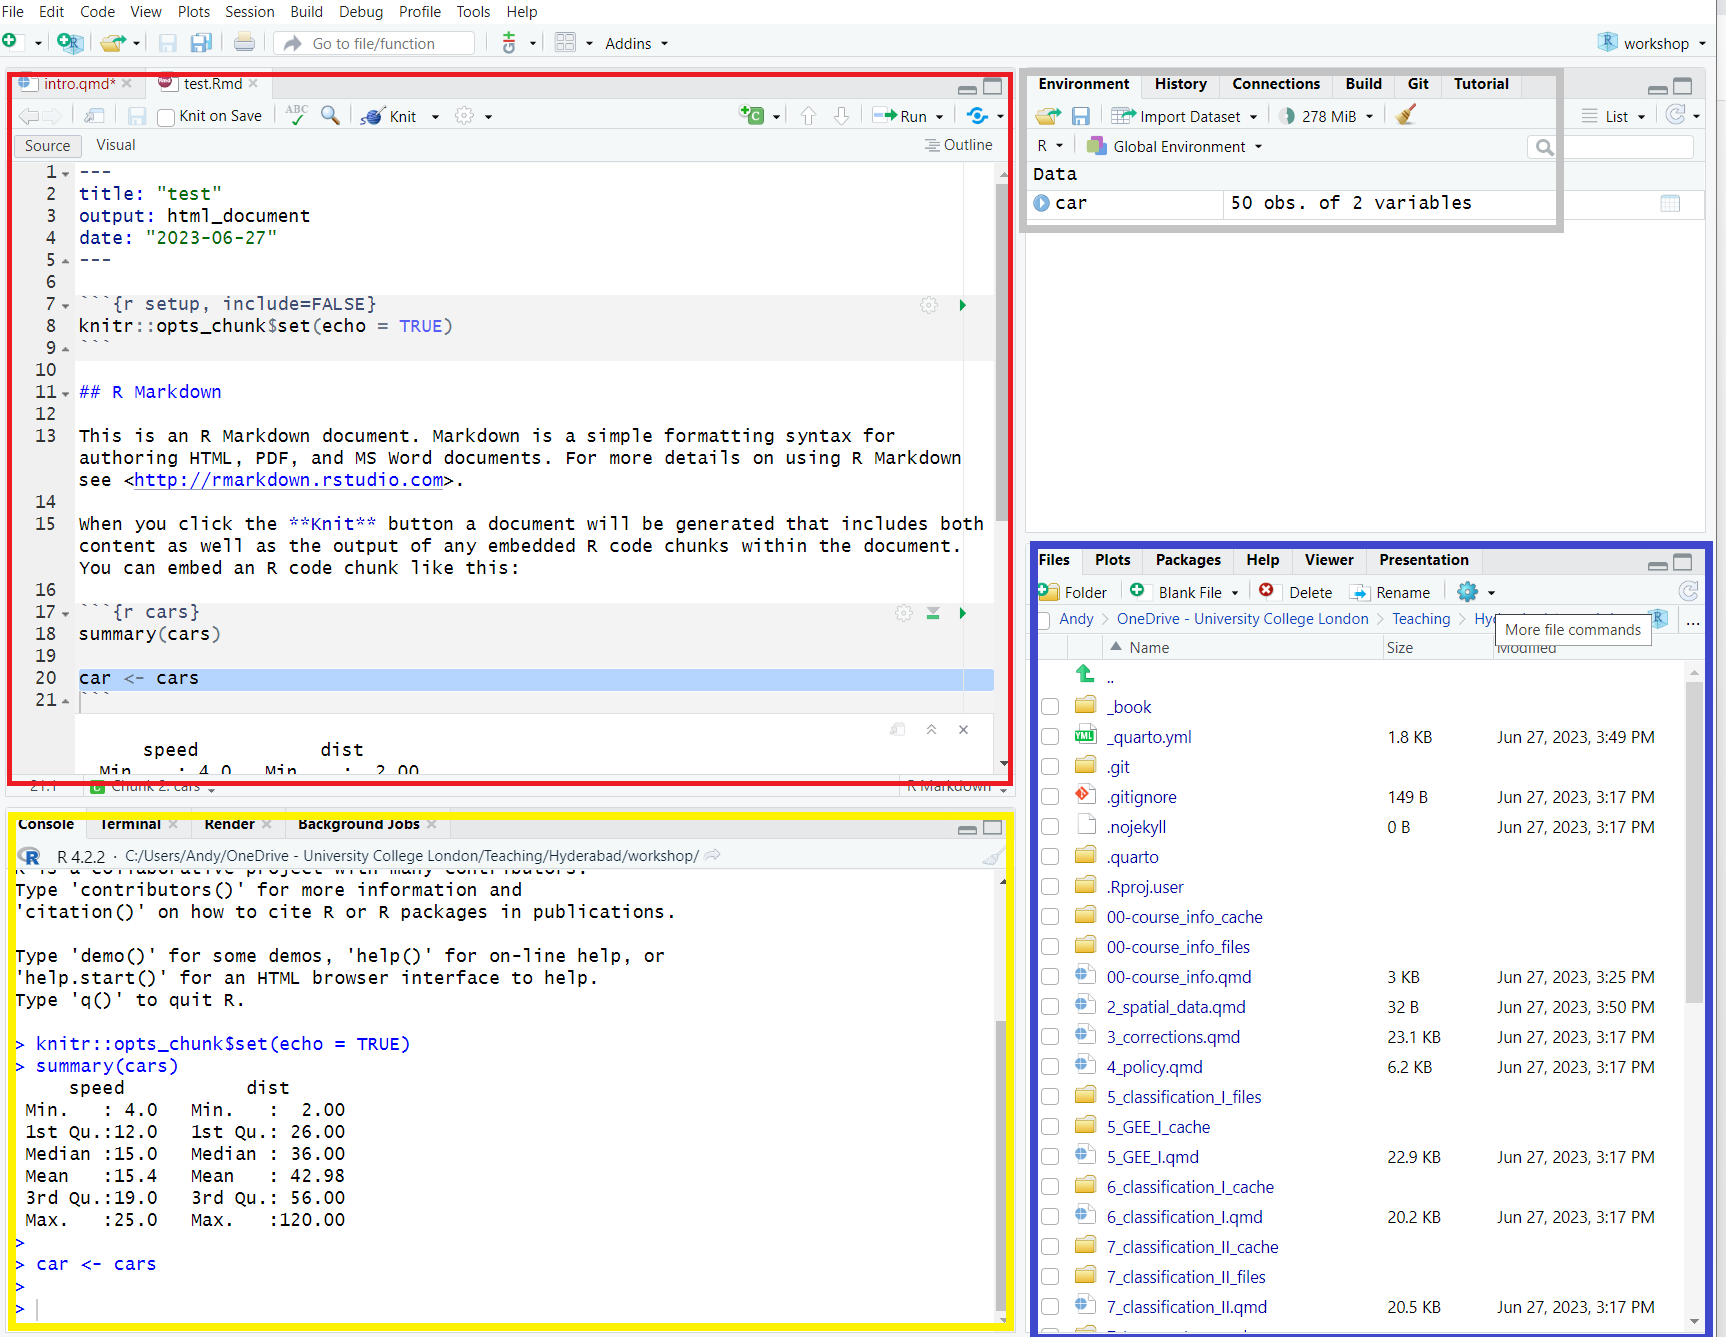 File Edit Code View Plots Session Build Debug Profile Tools Help
Go to file/function Addins workshop
intro.qmd* test.Rmd
ABC Knit on Save Knit Run
Source Visual Outline
1 ---
2 title: "test"
3 output: html_document
4 date: "2023-06-27"
5 ---
6
7 ```{r setup, include=FALSE}
8 knitr::opts_chunk$set(echo = TRUE)
9 ```
10
11 ## R Markdown
12
13 This is an R Markdown document. Markdown is a simple formatting syntax for
authoring HTML, PDF, and MS Word documents. For more details on using R Markdown
see <http://rmarkdown.rstudio.com>.
14
15 When you click the **Knit** button a document will be generated that includes both
content as well as the output of any embedded R code chunks within the document.
You can embed an R code chunk like this:
16
17 ```{r cars}
18 summary(cars)
19
20 car <- cars
21 ```
speed dist
Min. : 4.0 Min. : 2.00
21:1 Chunk 2: cars R Markdown
Console Terminal Render Background Jobs
R 4.2.2 · C:/Users/Andy/OneDrive - University College London/Teaching/Hyderabad/workshop/
R is a collaborative project with many contributors.
Type 'contributors()' for more information and
'citation()' on how to cite R or R packages in publications.
Type 'demo()' for some demos, 'help()' for on-line help, or
'help.start()' for an HTML browser interface to help.
Type 'q()' to quit R.
> knitr::opts_chunk$set(echo = TRUE)
> summary(cars)
speed dist
Min. : 4.0 Min. : 2.00
1st Qu.:12.0 1st Qu.: 26.00
Median :15.0 Median : 36.00
Mean :15.4 Mean : 42.98
3rd Qu.:19.0 3rd Qu.: 56.00
Max. :25.0 Max. :120.00
>
> car <- cars
>
>
Environment History Connections Build Git Tutorial
Import Dataset 278 MiB List
R Global Environment
Data
car 50 obs. of 2 variables
Files Plots Packages Help Viewer Presentation
Folder Blank File Delete Rename
Andy OneDrive - University College London Teaching Hy ...
More file commands
Name Size Modified
..
_book
_quarto.yml 1.8 KB Jun 27, 2023, 3:49 PM
.git
.gitignore 149 B Jun 27, 2023, 3:17 PM
.nojekyll 0 B Jun 27, 2023, 3:17 PM
.quarto
.Rproj.user
00-course_info_cache
00-course_info_files
00-course_info.qmd 3 KB Jun 27, 2023, 3:25 PM
2_spatial_data.qmd 32 B Jun 27, 2023, 3:50 PM
3_corrections.qmd 23.1 KB Jun 27, 2023, 3:17 PM
4_policy.qmd 6.2 KB Jun 27, 2023, 3:17 PM
5_classification_I_files
5_GEE_I_cache
5_GEE_I.qmd 22.9 KB Jun 27, 2023, 3:17 PM
6_classification_I_cache
6_classification_I.qmd 20.2 KB Jun 27, 2023, 3:17 PM
7_classification_II_cache
7_classification_II_files
7_classification_II.qmd 20.5 KB Jun 27, 2023, 3:17 PM